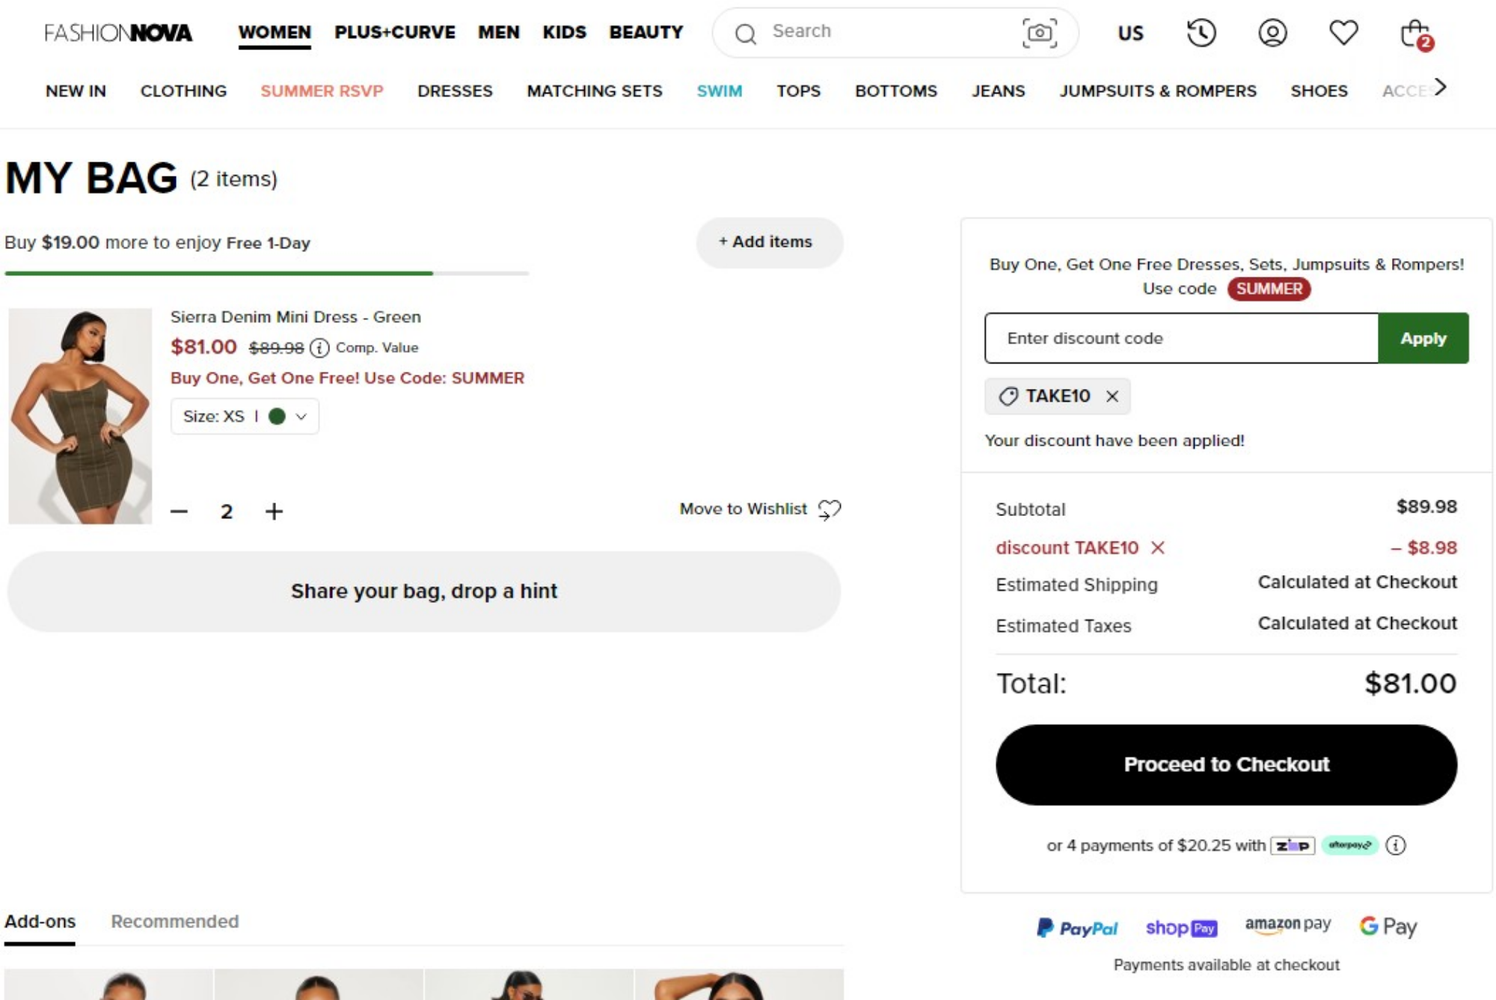 FASHIONNOVA WOMEN PLUS+CURVE MEN KIDS BEAUTY Search US 2
NEW IN CLOTHING SUMMER RSVP DRESSES MATCHING SETS SWIM TOPS BOTTOMS JEANS JUMPSUITS & ROMPERS SHOES
MY BAG (2 items)
Buy $19.00 more to enjoy Free 1-Day
+ Add items
Sierra Denim Mini Dress - Green
$81.00 $89.98 i Comp. Value
Buy One, Get One Free! Use Code: SUMMER
Size: XS |
− 2 +
Move to Wishlist
Share your bag, drop a hint
Buy One, Get One Free Dresses, Sets, Jumpsuits & Rompers!
Use code SUMMER
Enter discount code Apply
TAKE10 ×
Your discount have been applied!
Subtotal $89.98
discount TAKE10 × – $8.98
Estimated Shipping Calculated at Checkout
Estimated Taxes Calculated at Checkout
Total: $81.00
Proceed to Checkout
or 4 payments of $20.25 with zip afterpay i
Add-ons Recommended
PayPal shop Pay amazon pay G Pay
Payments available at checkout